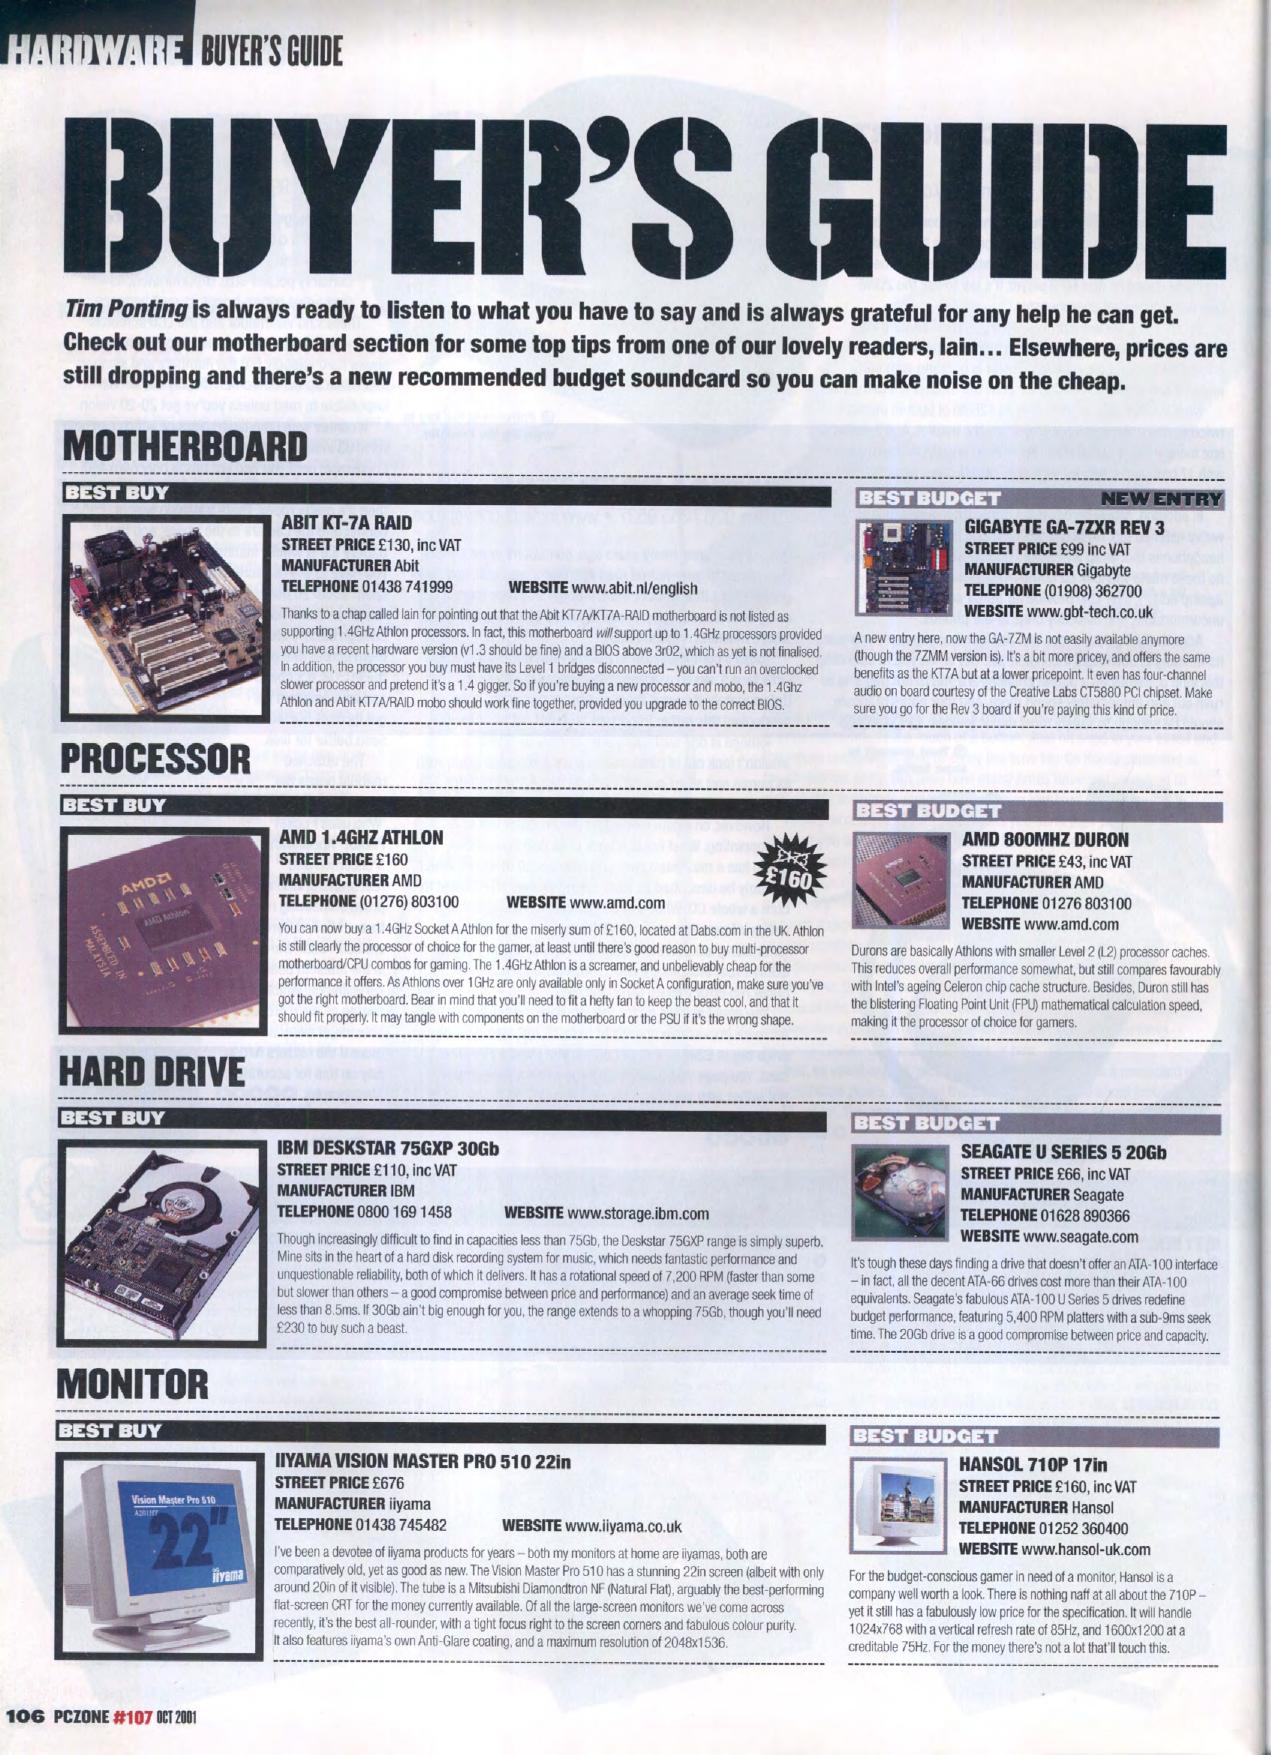 HARDWARE BUYER'S GUIDE
BUYER'S GUIDE
Tim Ponting is always ready to listen to what you have to say and is always grateful for any help he can get.
Check out our motherboard section for some top tips from one of our lovely readers, Iain... Elsewhere, prices are
still dropping and there's a new recommended budget soundcard so you can make noise on the cheap.
MOTHERBOARD
BEST BUY
ABIT KT-7A RAID
STREET PRICE £130, inc VAT
MANUFACTURER Abit
TELEPHONE 01438 741999 WEBSITE www.abit.nl/english
Thanks to a chap called Iain for pointing out that the Abit KT7A/KT7A-RAID motherboard is not listed as
supporting 1.4GHz Athlon processors. In fact, this motherboard will support up to 1.4GHz processors provided
you have a recent hardware version (v1.3 should be fine) and a BIOS above 3r02, which as yet is not finalised.
In addition, the processor you buy must have its Level 1 bridges disconnected – you can't run an overclocked
slower processor and pretend it's a 1.4 gigger. So if you're buying a new processor and mobo, the 1.4Ghz
Athlon and Abit KT7A/RAID mobo should work fine together, provided you upgrade to the correct BIOS.
BEST BUDGET NEW ENTRY
GIGABYTE GA-7ZXR REV 3
STREET PRICE £99 inc VAT
MANUFACTURER Gigabyte
TELEPHONE (01908) 362700
WEBSITE www.gbt-tech.co.uk
A new entry here, now the GA-7ZM is not easily available anymore
(though the 7ZMM version is). It's a bit more pricey, and offers the same
benefits as the KT7A but at a lower pricepoint. It even has four-channel
audio on board courtesy of the Creative Labs CT5880 PCI chipset. Make
sure you go for the Rev 3 board if you're paying this kind of price.
PROCESSOR
BEST BUY
AMD
AMD Athlon
ASSEMBLED IN
MALAYSIA
AMD 1.4GHZ ATHLON
STREET PRICE £160
MANUFACTURER AMD
TELEPHONE (01276) 803100 WEBSITE www.amd.com
£160
You can now buy a 1.4GHz Socket A Athlon for the miserly sum of £160, located at Dabs.com in the UK. Athlon
is still clearly the processor of choice for the gamer, at least until there's good reason to buy multi-processor
motherboard/CPU combos for gaming. The 1.4GHz Athlon is a screamer, and unbelievably cheap for the
performance it offers. As Athlons over 1GHz are only available only in Socket A configuration, make sure you've
got the right motherboard. Bear in mind that you'll need to fit a hefty fan to keep the beast cool, and that it
should fit properly. It may tangle with components on the motherboard or the PSU if it's the wrong shape.
BEST BUDGET
AMD 800MHZ DURON
STREET PRICE £43, inc VAT
MANUFACTURER AMD
TELEPHONE 01276 803100
WEBSITE www.amd.com
Durons are basically Athlons with smaller Level 2 (L2) processor caches.
This reduces overall performance somewhat, but still compares favourably
with Intel's ageing Celeron chip cache structure. Besides, Duron still has
the blistering Floating Point Unit (FPU) mathematical calculation speed,
making it the processor of choice for gamers.
HARD DRIVE
BEST BUY
IBM DESKSTAR 75GXP 30Gb
STREET PRICE £110, inc VAT
MANUFACTURER IBM
TELEPHONE 0800 169 1458 WEBSITE www.storage.ibm.com
Though increasingly difficult to find in capacities less than 75Gb, the Deskstar 75GXP range is simply superb.
Mine sits in the heart of a hard disk recording system for music, which needs fantastic performance and
unquestionable reliability, both of which it delivers. It has a rotational speed of 7,200 RPM (faster than some
but slower than others – a good compromise between price and performance) and an average seek time of
less than 8.5ms. If 30Gb ain't big enough for you, the range extends to a whopping 75Gb, though you'll need
£230 to buy such a beast.
BEST BUDGET
SEAGATE U SERIES 5 20Gb
STREET PRICE £66, inc VAT
MANUFACTURER Seagate
TELEPHONE 01628 890366
WEBSITE www.seagate.com
It's tough these days finding a drive that doesn't offer an ATA-100 interface
– in fact, all the decent ATA-66 drives cost more than their ATA-100
equivalents. Seagate's fabulous ATA-100 U Series 5 drives redefine
budget performance, featuring 5,400 RPM platters with a sub-9ms seek
time. The 20Gb drive is a good compromise between price and capacity.
MONITOR
BEST BUY
Vision Master Pro 510
22"
iiyama
IIYAMA VISION MASTER PRO 510 22in
STREET PRICE £676
MANUFACTURER iiyama
TELEPHONE 01438 745482 WEBSITE www.iiyama.co.uk
I've been a devotee of iiyama products for years – both my monitors at home are iiyamas, both are
comparatively old, yet as good as new. The Vision Master Pro 510 has a stunning 22in screen (albeit with only
around 20in of it visible). The tube is a Mitsubishi Diamondtron NF (Natural Flat), arguably the best-performing
flat-screen CRT for the money currently available. Of all the large-screen monitors we've come across
recently, it's the best all-rounder, with a tight focus right to the screen corners and fabulous colour purity.
It also features iiyama's own Anti-Glare coating, and a maximum resolution of 2048x1536.
BEST BUDGET
HANSOL 710P 17in
STREET PRICE £160, inc VAT
MANUFACTURER Hansol
TELEPHONE 01252 360400
WEBSITE www.hansol-uk.com
For the budget-conscious gamer in need of a monitor, Hansol is a
company well worth a look. There is nothing naff at all about the 710P –
yet it still has a fabulously low price for the specification. It will handle
1024x768 with a vertical refresh rate of 85Hz, and 1600x1200 at a
creditable 75Hz. For the money there's not a lot that'll touch this.
106 PCZONE #107 OCT 2001